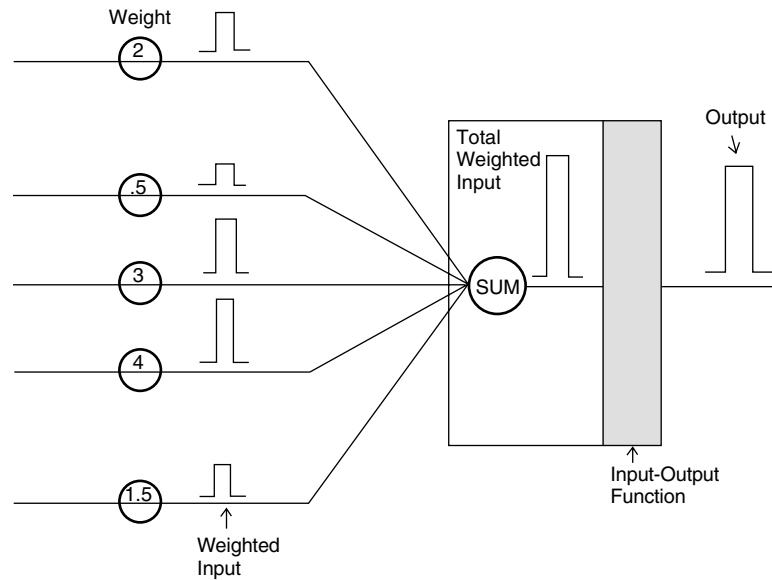 Weight
2
.5
3
4
1.5
Weighted
Input
Total
Weighted
Input
SUM
Output
Input-Output
Function